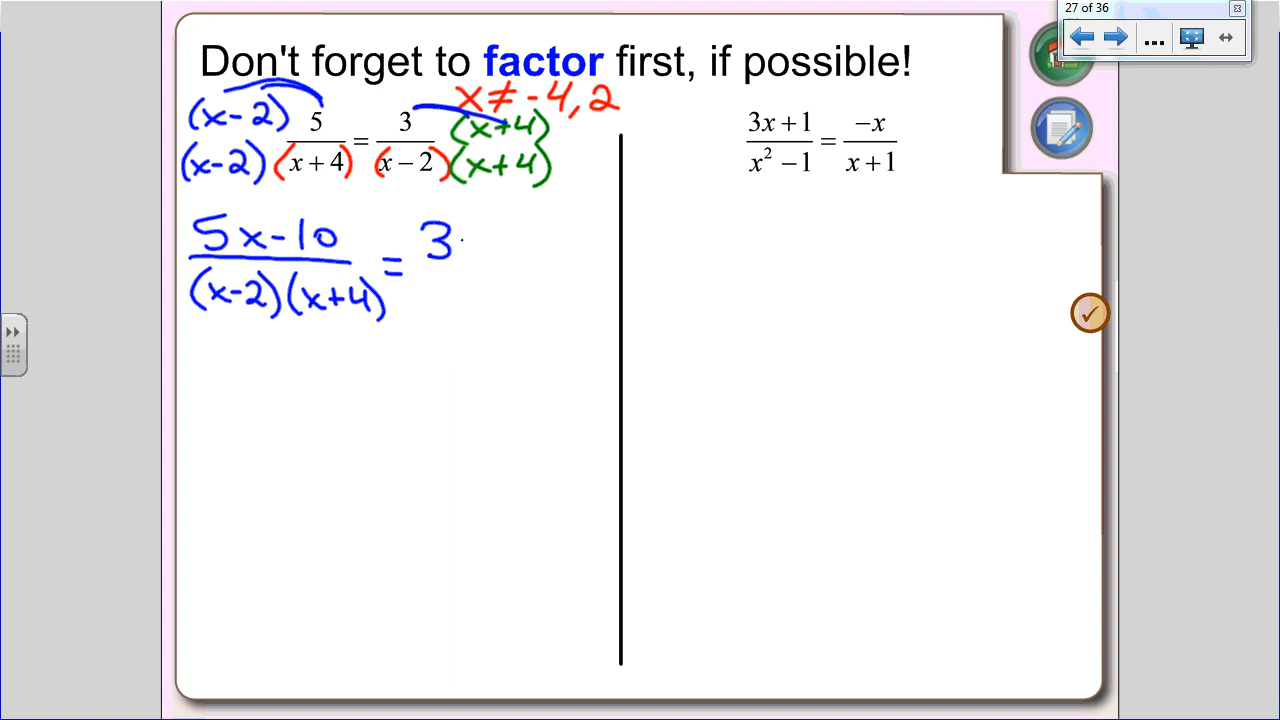 27 of 36
Don't forget to factor first, if possible!
x ≠ -4, 2
(x-2) 5 = 3 (x+4)
(x-2) (x + 4) (x - 2) (x+4)
5x-10 = 3
(x-2)(x+4)
3x+1 = -x
x² -1 x+1